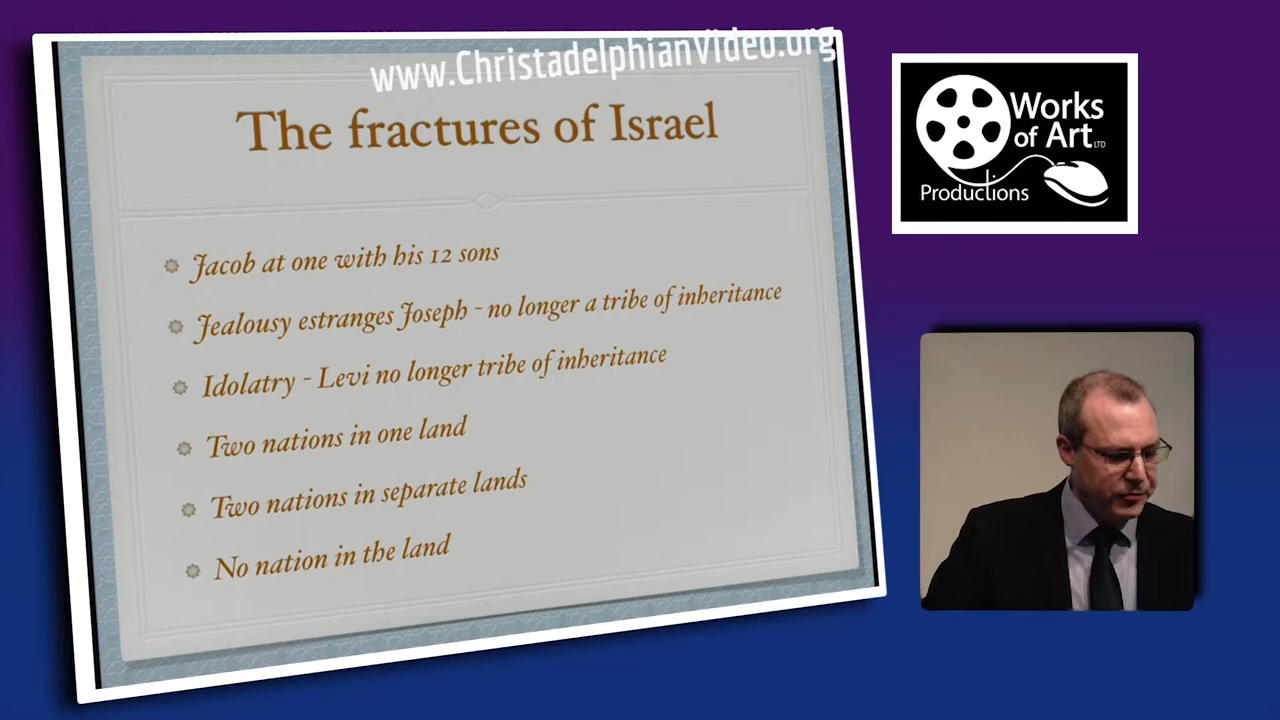 www.ChristadelphianVideo.org
The fractures of Israel
Jacob at one with his 12 sons
Jealousy estranges Joseph - no longer a tribe of inheritance
Idolatry - Levi no longer tribe of inheritance
Two nations in one land
Two nations in separate lands
No nation in the land
Works
of Art LTD
Productions